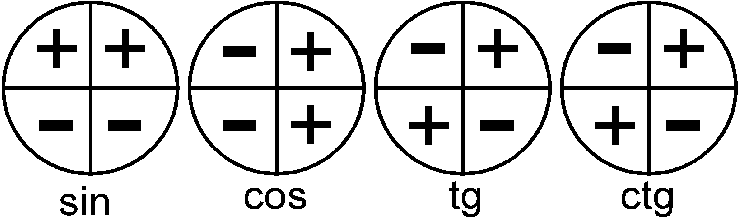 + + - + - + - +
- - - + + - + -
sin cos tg ctg